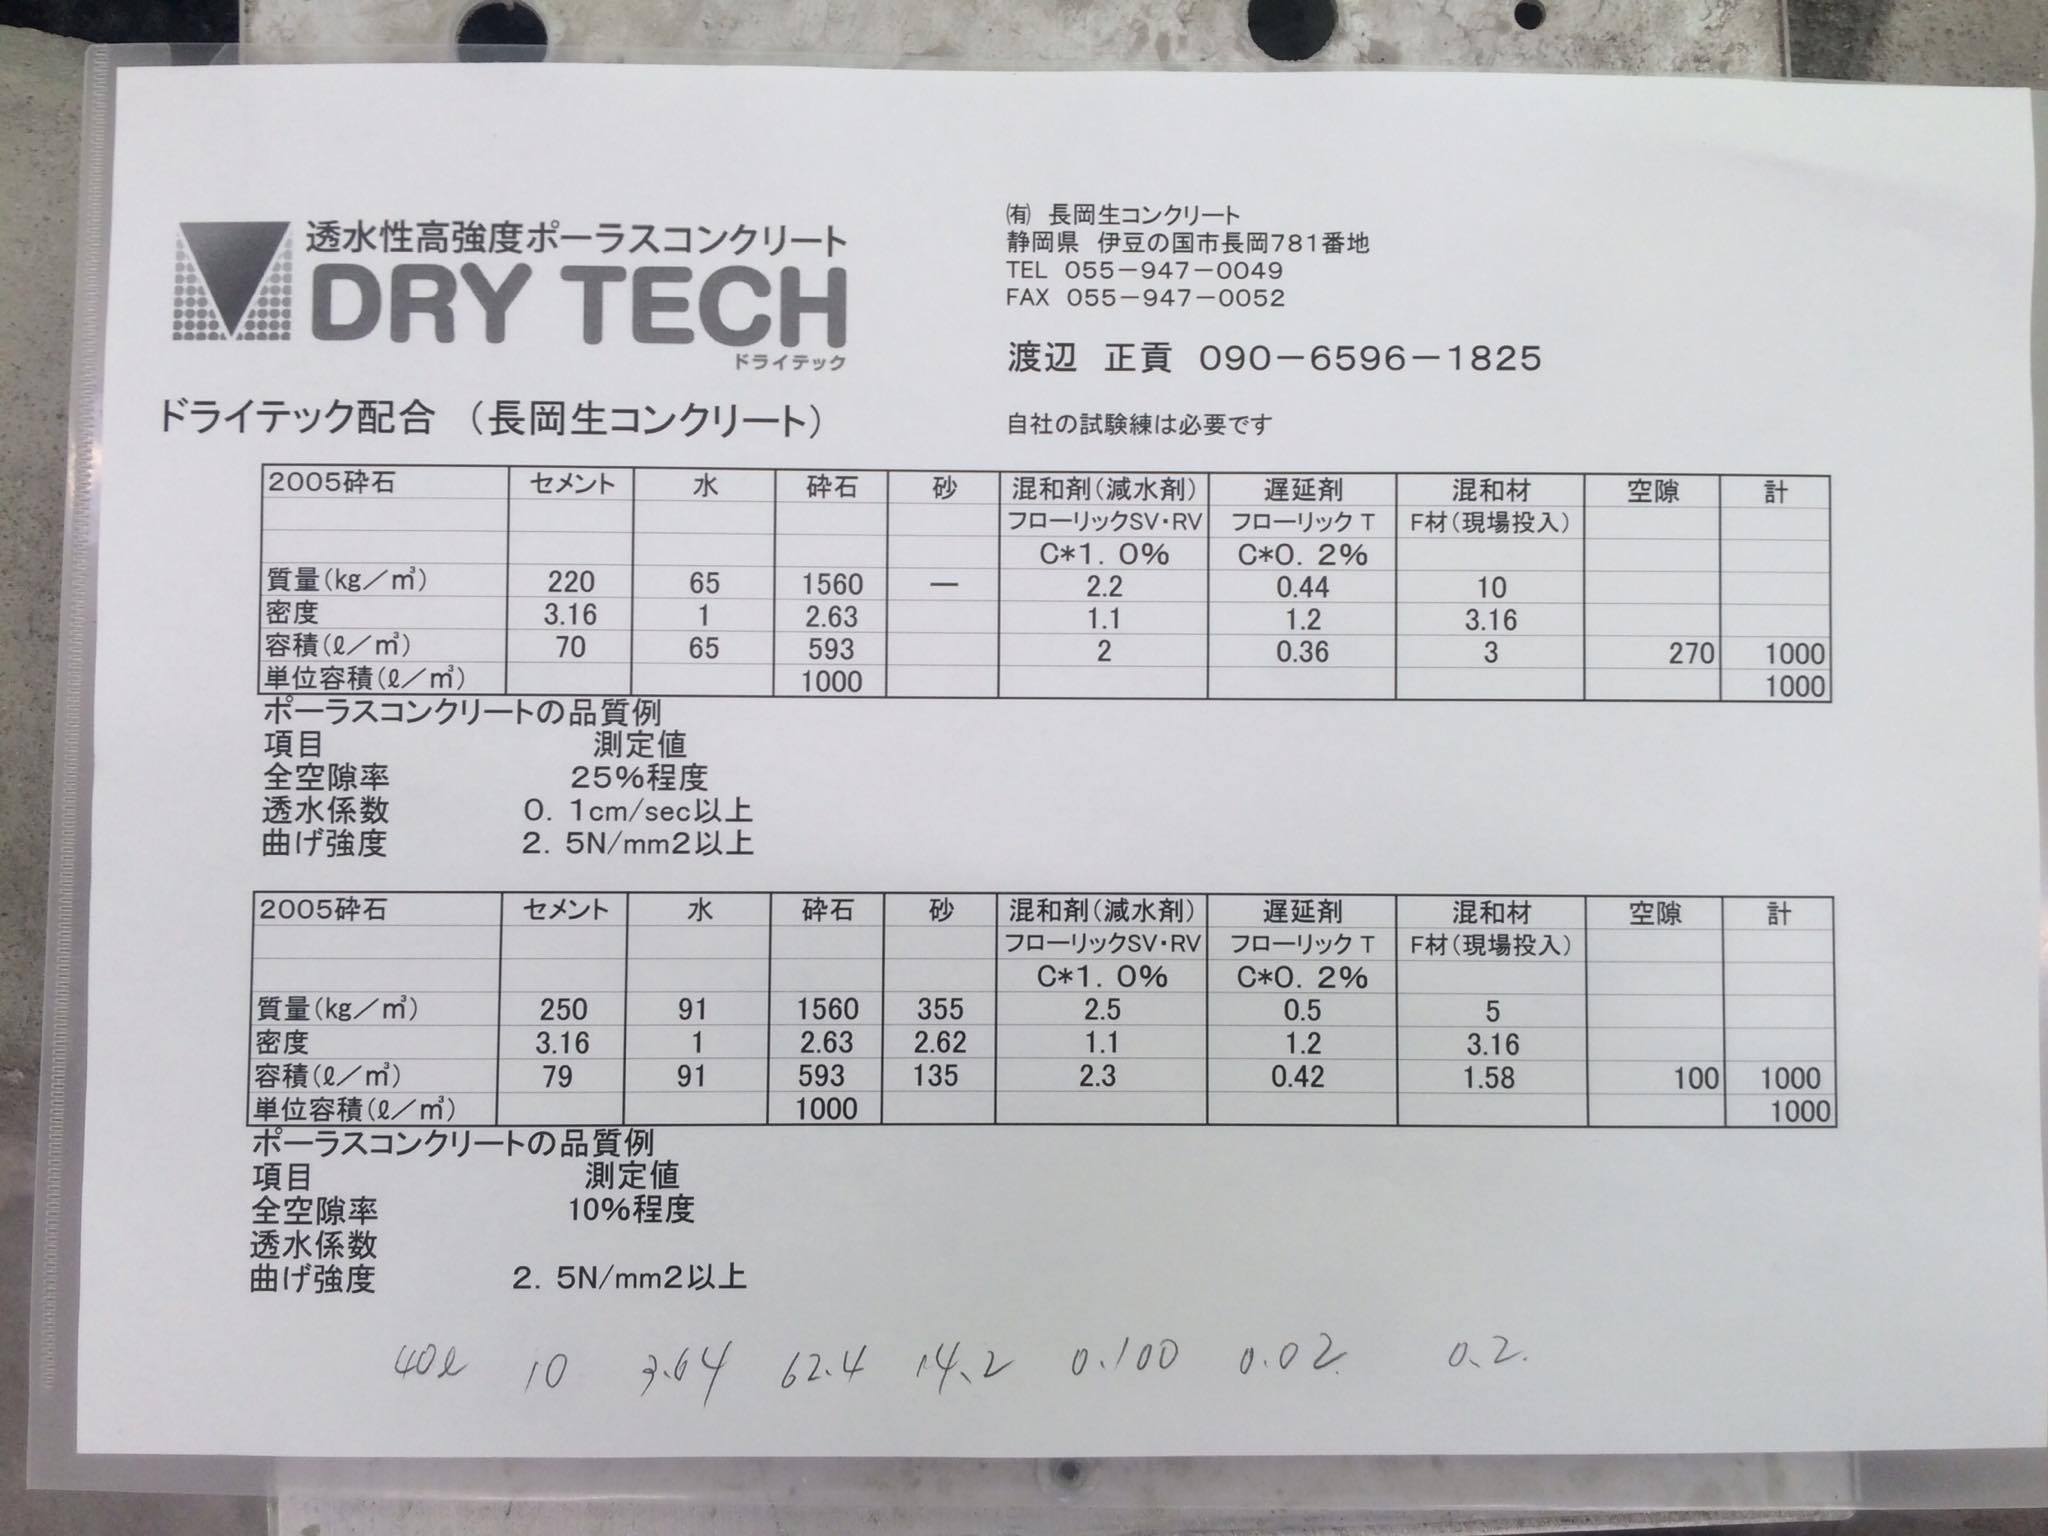 透水性高強度ポーラスコンクリート
DRY TECH
ドライテック
㈲ 長岡生コンクリート
静岡県 伊豆の国市長岡781番地
TEL 055-947-0049
FAX 055-947-0052
渡辺 正貢 090-6596-1825
ドライテック配合 (長岡生コンクリート)
自社の試験練は必要です
2005砕石 セメント 水 砕石 砂 混和剤(減水剤) 遅延剤 混和材 空隙 計
フローリックSV・RV フローリック T F材(現場投入)
C*1.0% C*0.2%
質量(kg/㎥) 220 65 1560 ― 2.2 0.44 10
密度 3.16 1 2.63 1.1 1.2 3.16
容積(ℓ/㎥) 70 65 593 2 0.36 3 270 1000
単位容積(ℓ/㎥) 1000 1000
ポーラスコンクリートの品質例
項目 測定値
全空隙率 25%程度
透水係数 0.1cm/sec以上
曲げ強度 2.5N/mm2以上
2005砕石 セメント 水 砕石 砂 混和剤(減水剤) 遅延剤 混和材 空隙 計
フローリックSV・RV フローリック T F材(現場投入)
C*1.0% C*0.2%
質量(kg/㎥) 250 91 1560 355 2.5 0.5 5
密度 3.16 1 2.63 2.62 1.1 1.2 3.16
容積(ℓ/㎥) 79 91 593 135 2.3 0.42 1.58 100 1000
単位容積(ℓ/㎥) 1000 1000
ポーラスコンクリートの品質例
項目 測定値
全空隙率 10%程度
透水係数
曲げ強度 2.5N/mm2以上
40ℓ 10 3.64 62.4 14.2 0.100 0.02 0.2